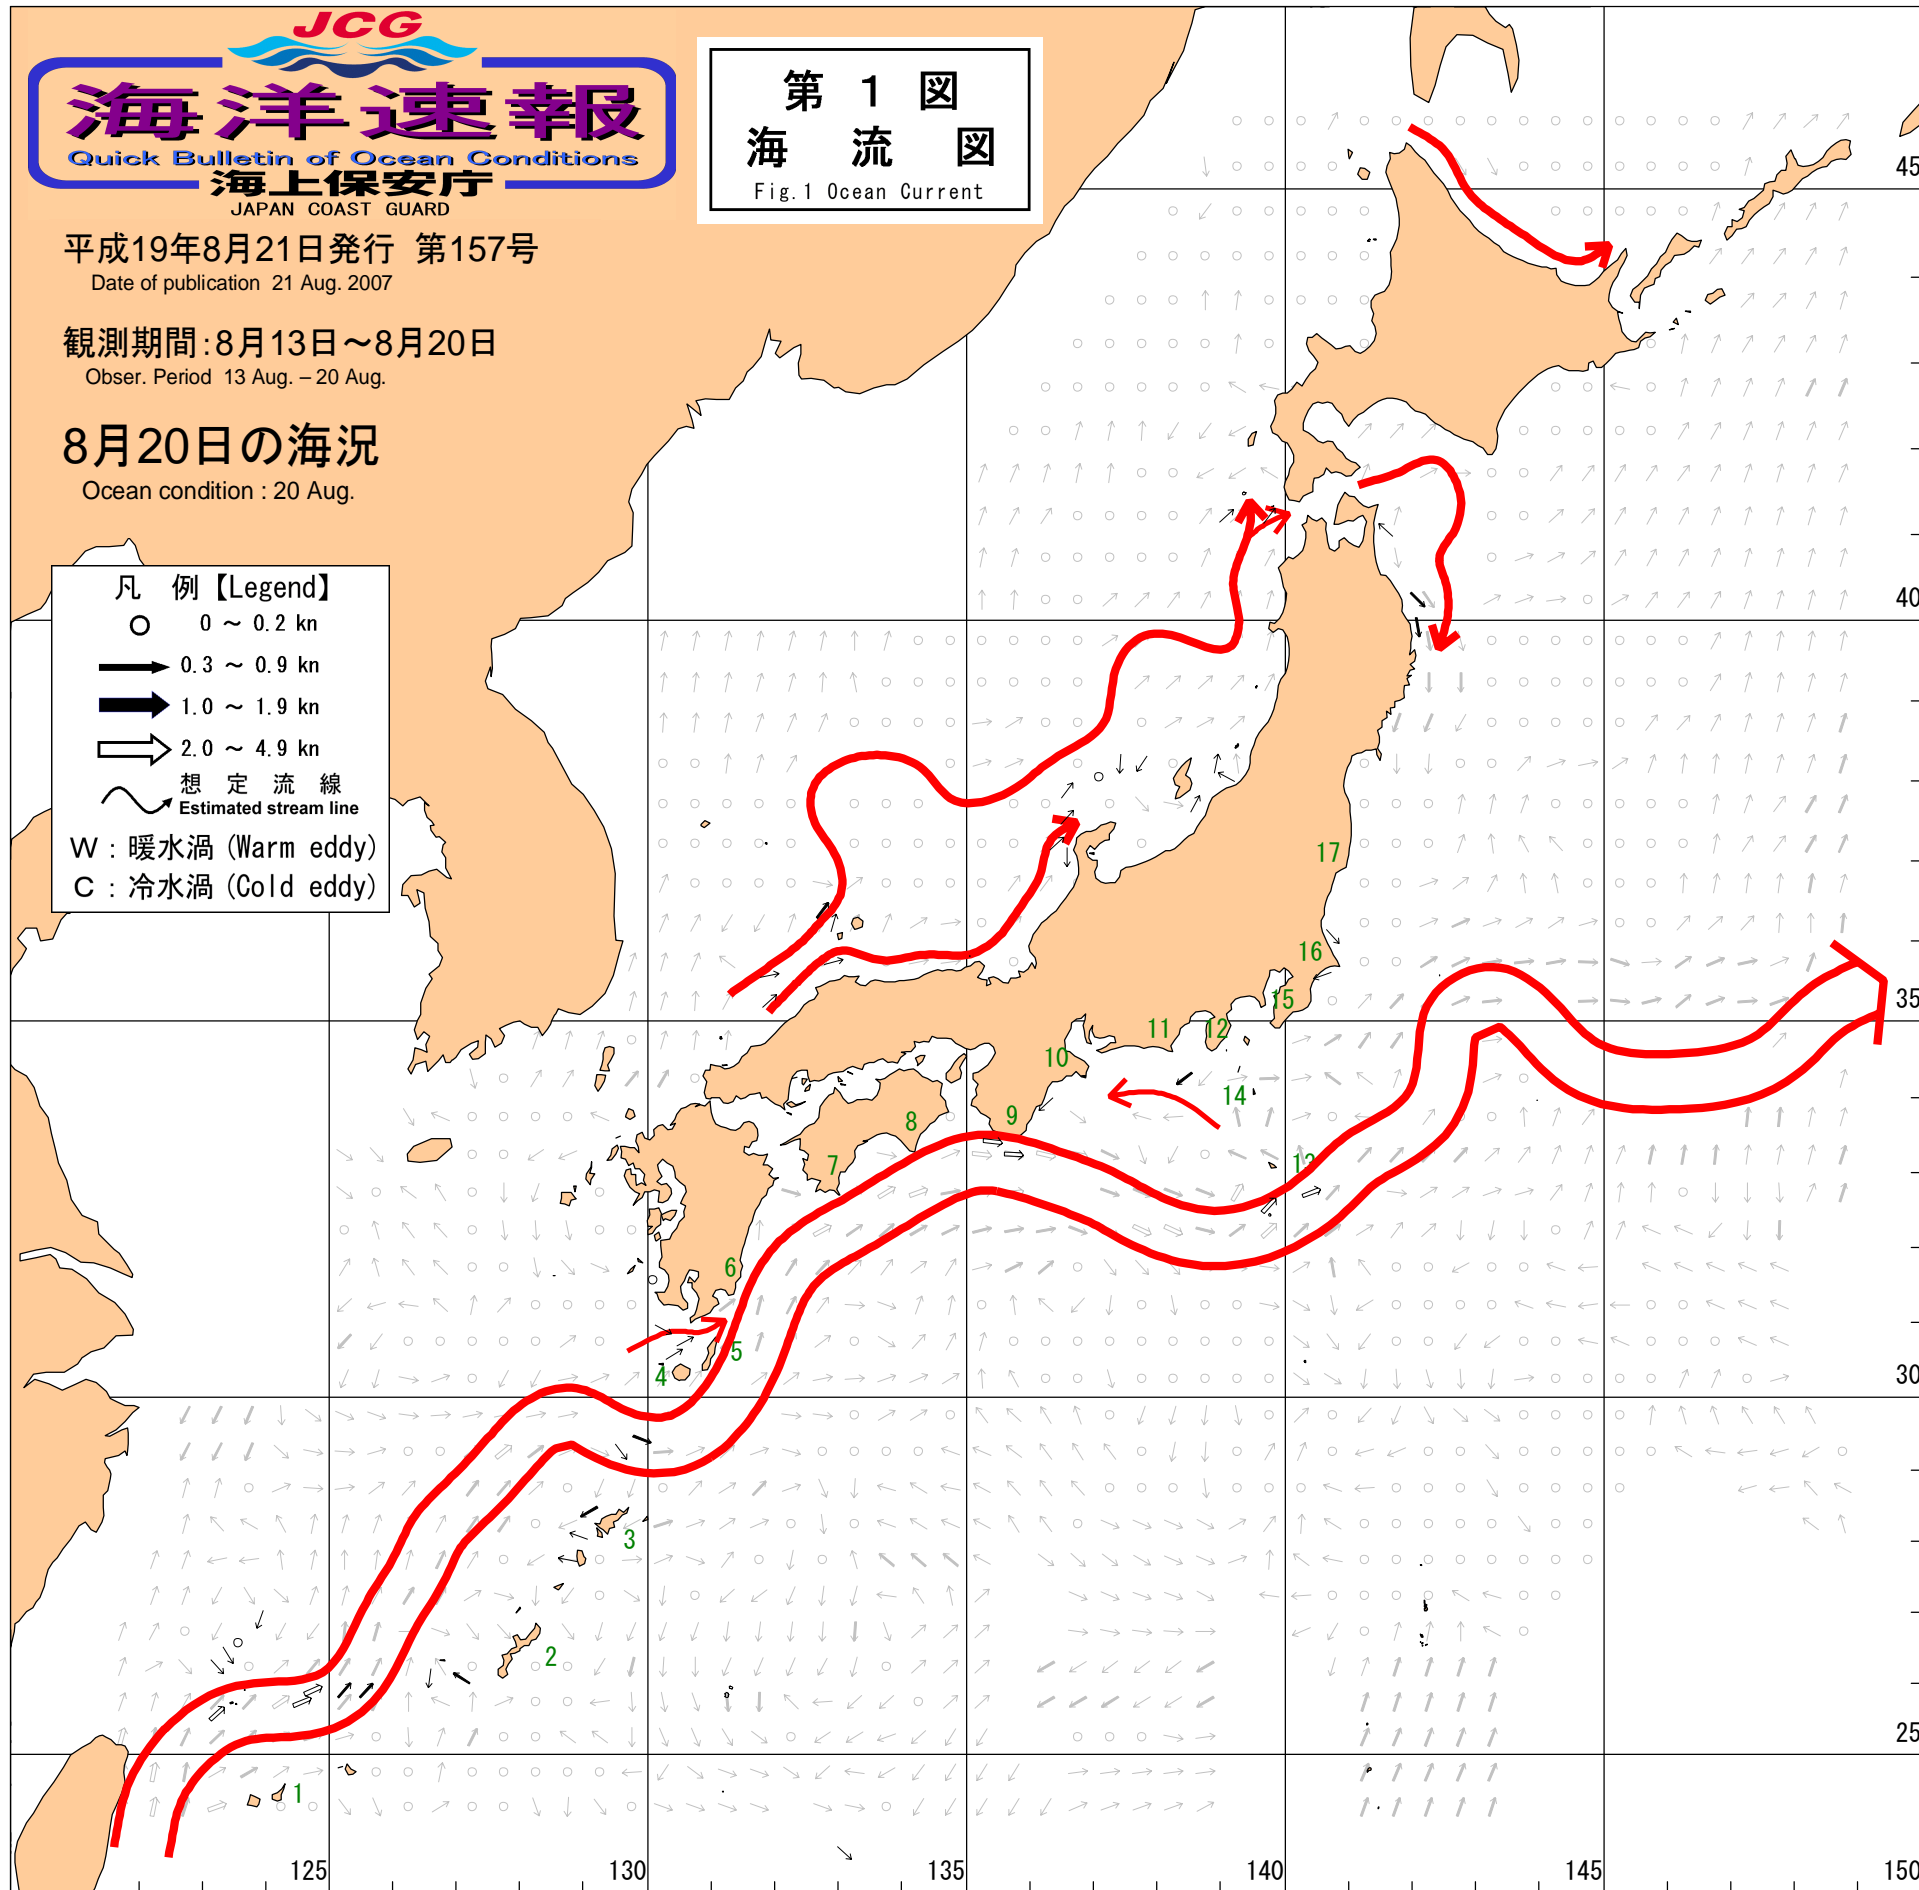 JCG
海洋速報
Quick Bulletin of Ocean Conditions
海上保安庁
JAPAN COAST GUARD
第 1 図
海 流 図
Fig.1 Ocean Current
平成19年8月21日発行 第157号
Date of publication 21 Aug. 2007
観測期間:8月13日~8月20日
Obser. Period 13 Aug. – 20 Aug.
8月20日の海況
Ocean condition : 20 Aug.
凡 例【Legend】
0 ~ 0.2 kn
0.3 ~ 0.9 kn
1.0 ~ 1.9 kn
2.0 ~ 4.9 kn
想 定 流 線
Estimated stream line
W : 暖水渦 (Warm eddy)
C : 冷水渦 (Cold eddy)
45
40
35
30
25
17
16
15
11
12
10
14
9
8
13
7
6
5
4
3
2
1
125
130
135
140
145
150